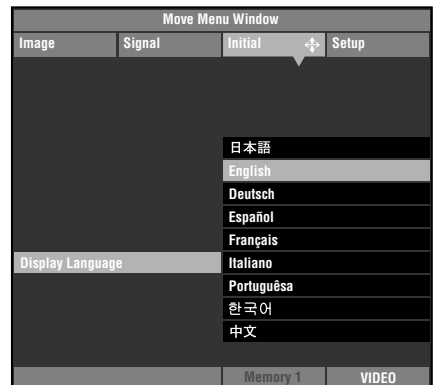 Move Menu Window
Image Signal Initial Setup
日本語
English
Deutsch
Español
Français
Display Language Italiano
Portuguêsa
한국어
中文
Memory 1 VIDEO